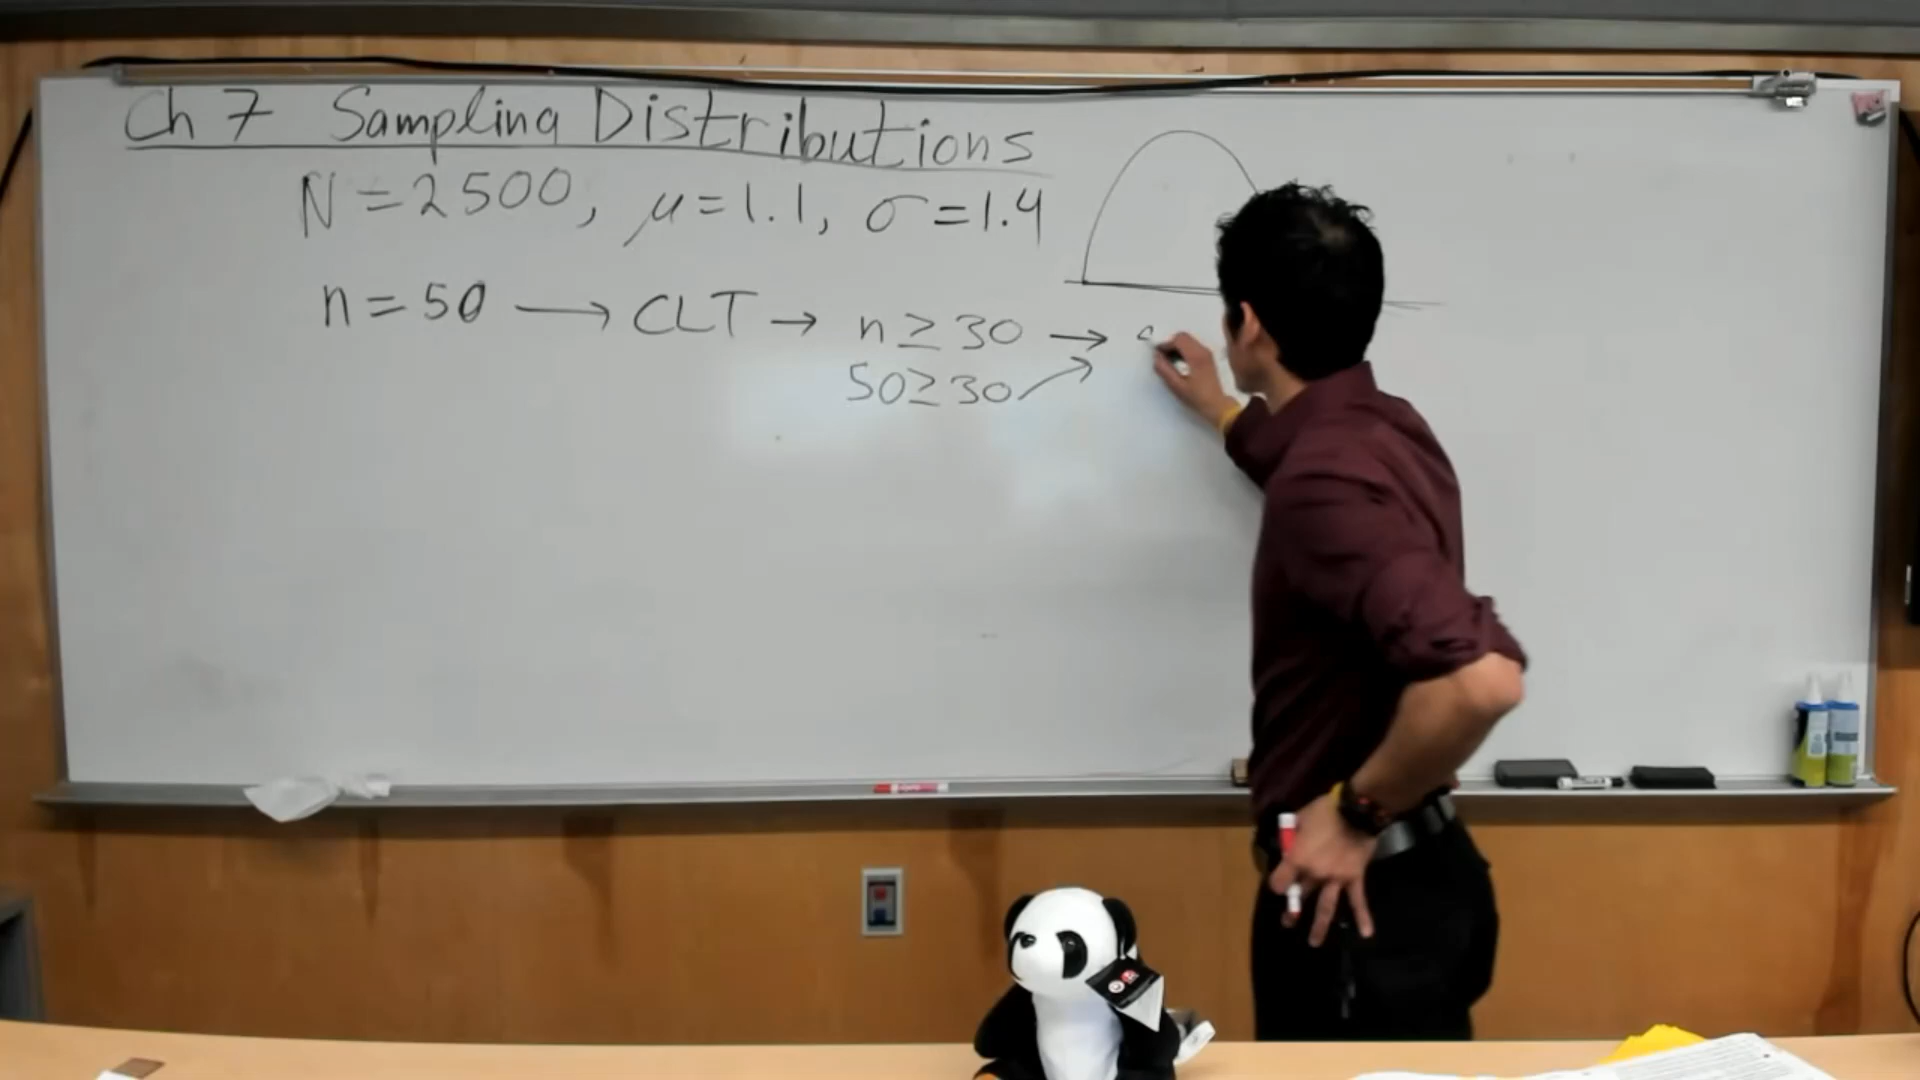 Ch 7 Sampling Distributions
N = 2500, μ = 1.1, σ = 1.4
n = 50 → CLT → n ≥ 30 →
50 ≥ 30